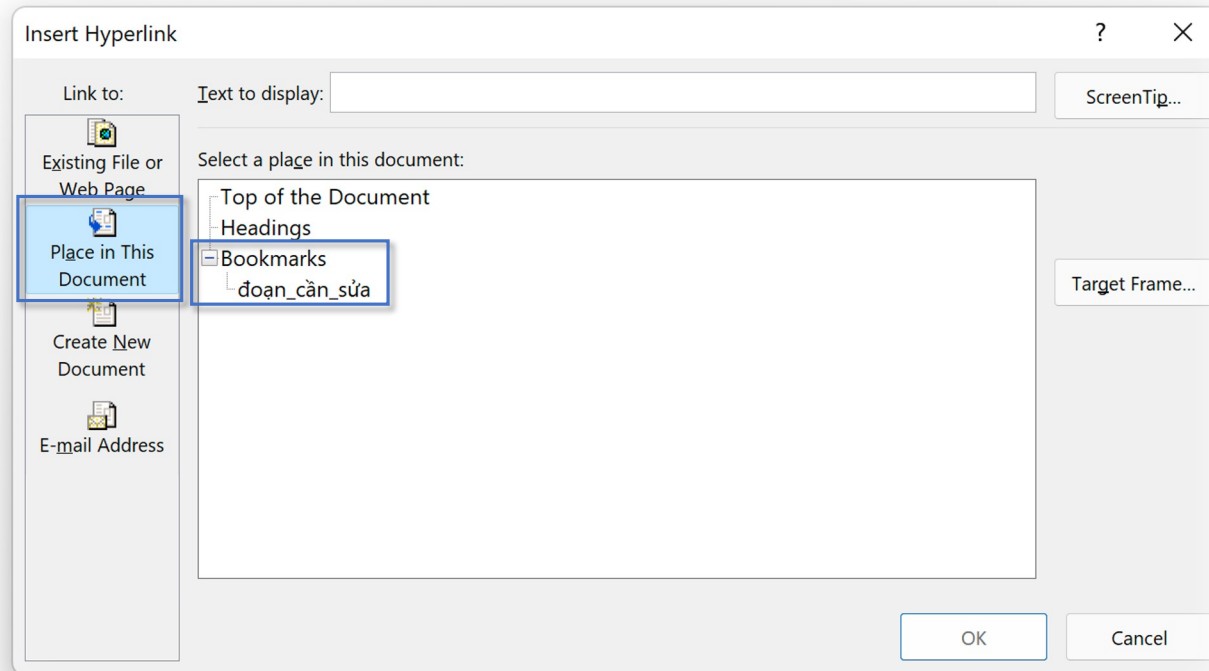 Insert Hyperlink
?
Link to:
Text to display:
ScreenTip...
Existing File or
Web Page
Place in This
Document
Create New
Document
E-mail Address
Select a place in this document:
Top of the Document
Headings
Bookmarks
đoạn_cần_sửa
Target Frame...
OK
Cancel